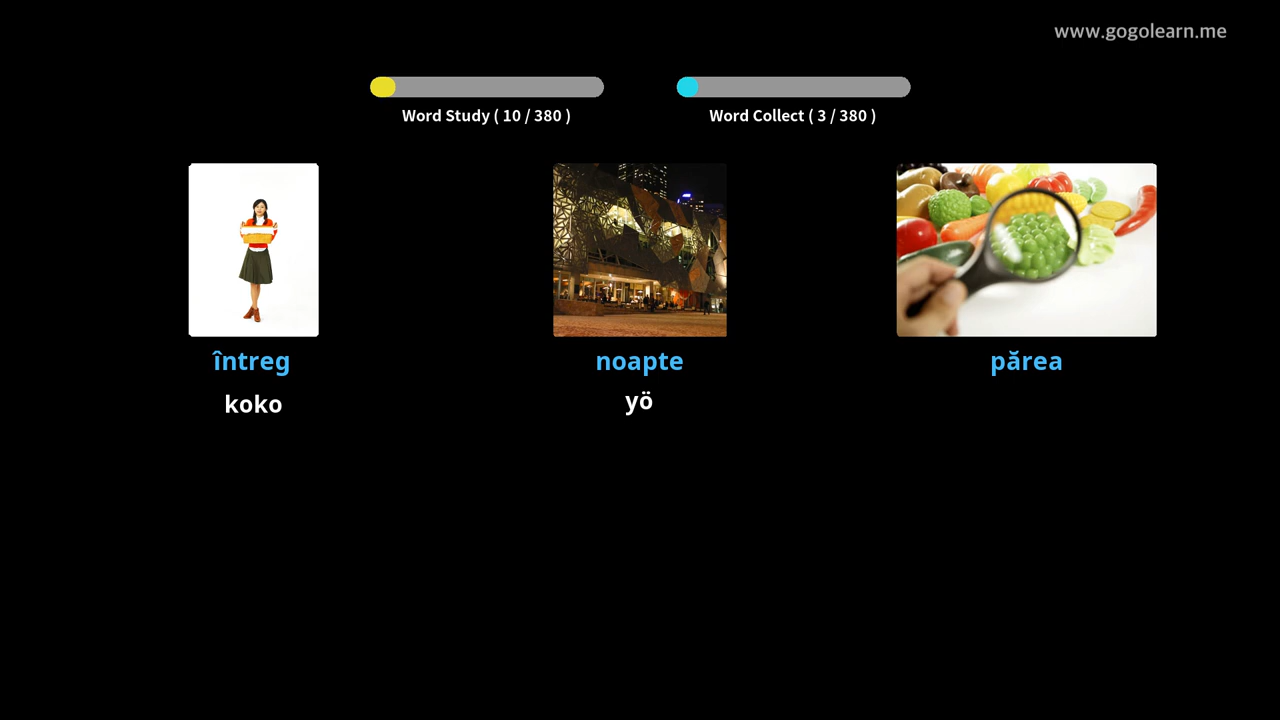 www.gogolearn.me
Word Study ( 10 / 380 )
Word Collect ( 3 / 380 )
întreg
noapte
părea
koko
yö